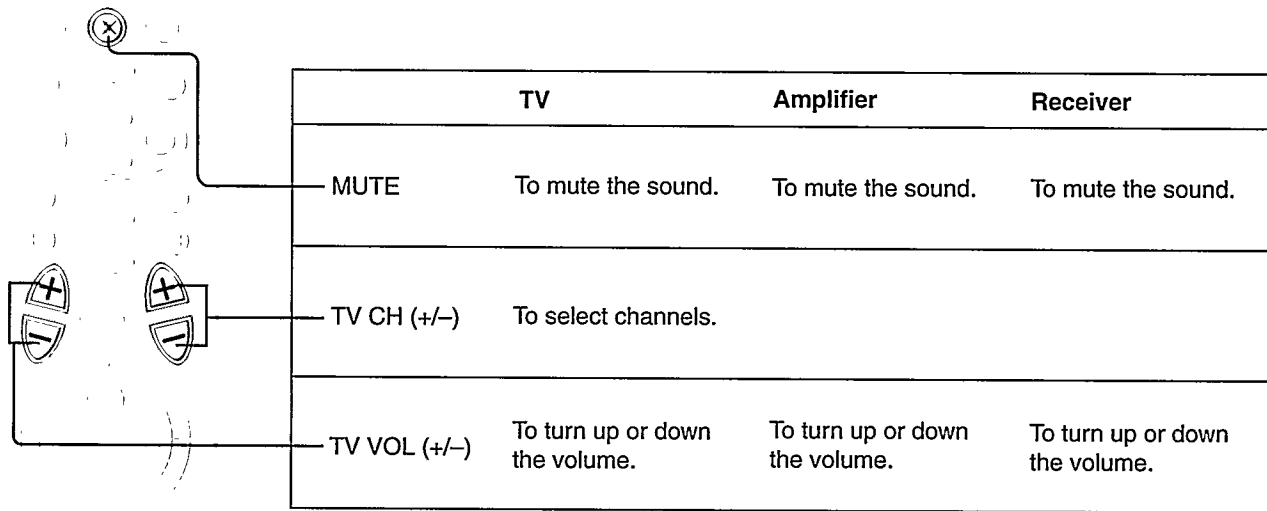 TV Amplifier Receiver
MUTE To mute the sound. To mute the sound. To mute the sound.
TV CH (+/–) To select channels.
TV VOL (+/–) To turn up or down the volume. To turn up or down the volume. To turn up or down the volume.